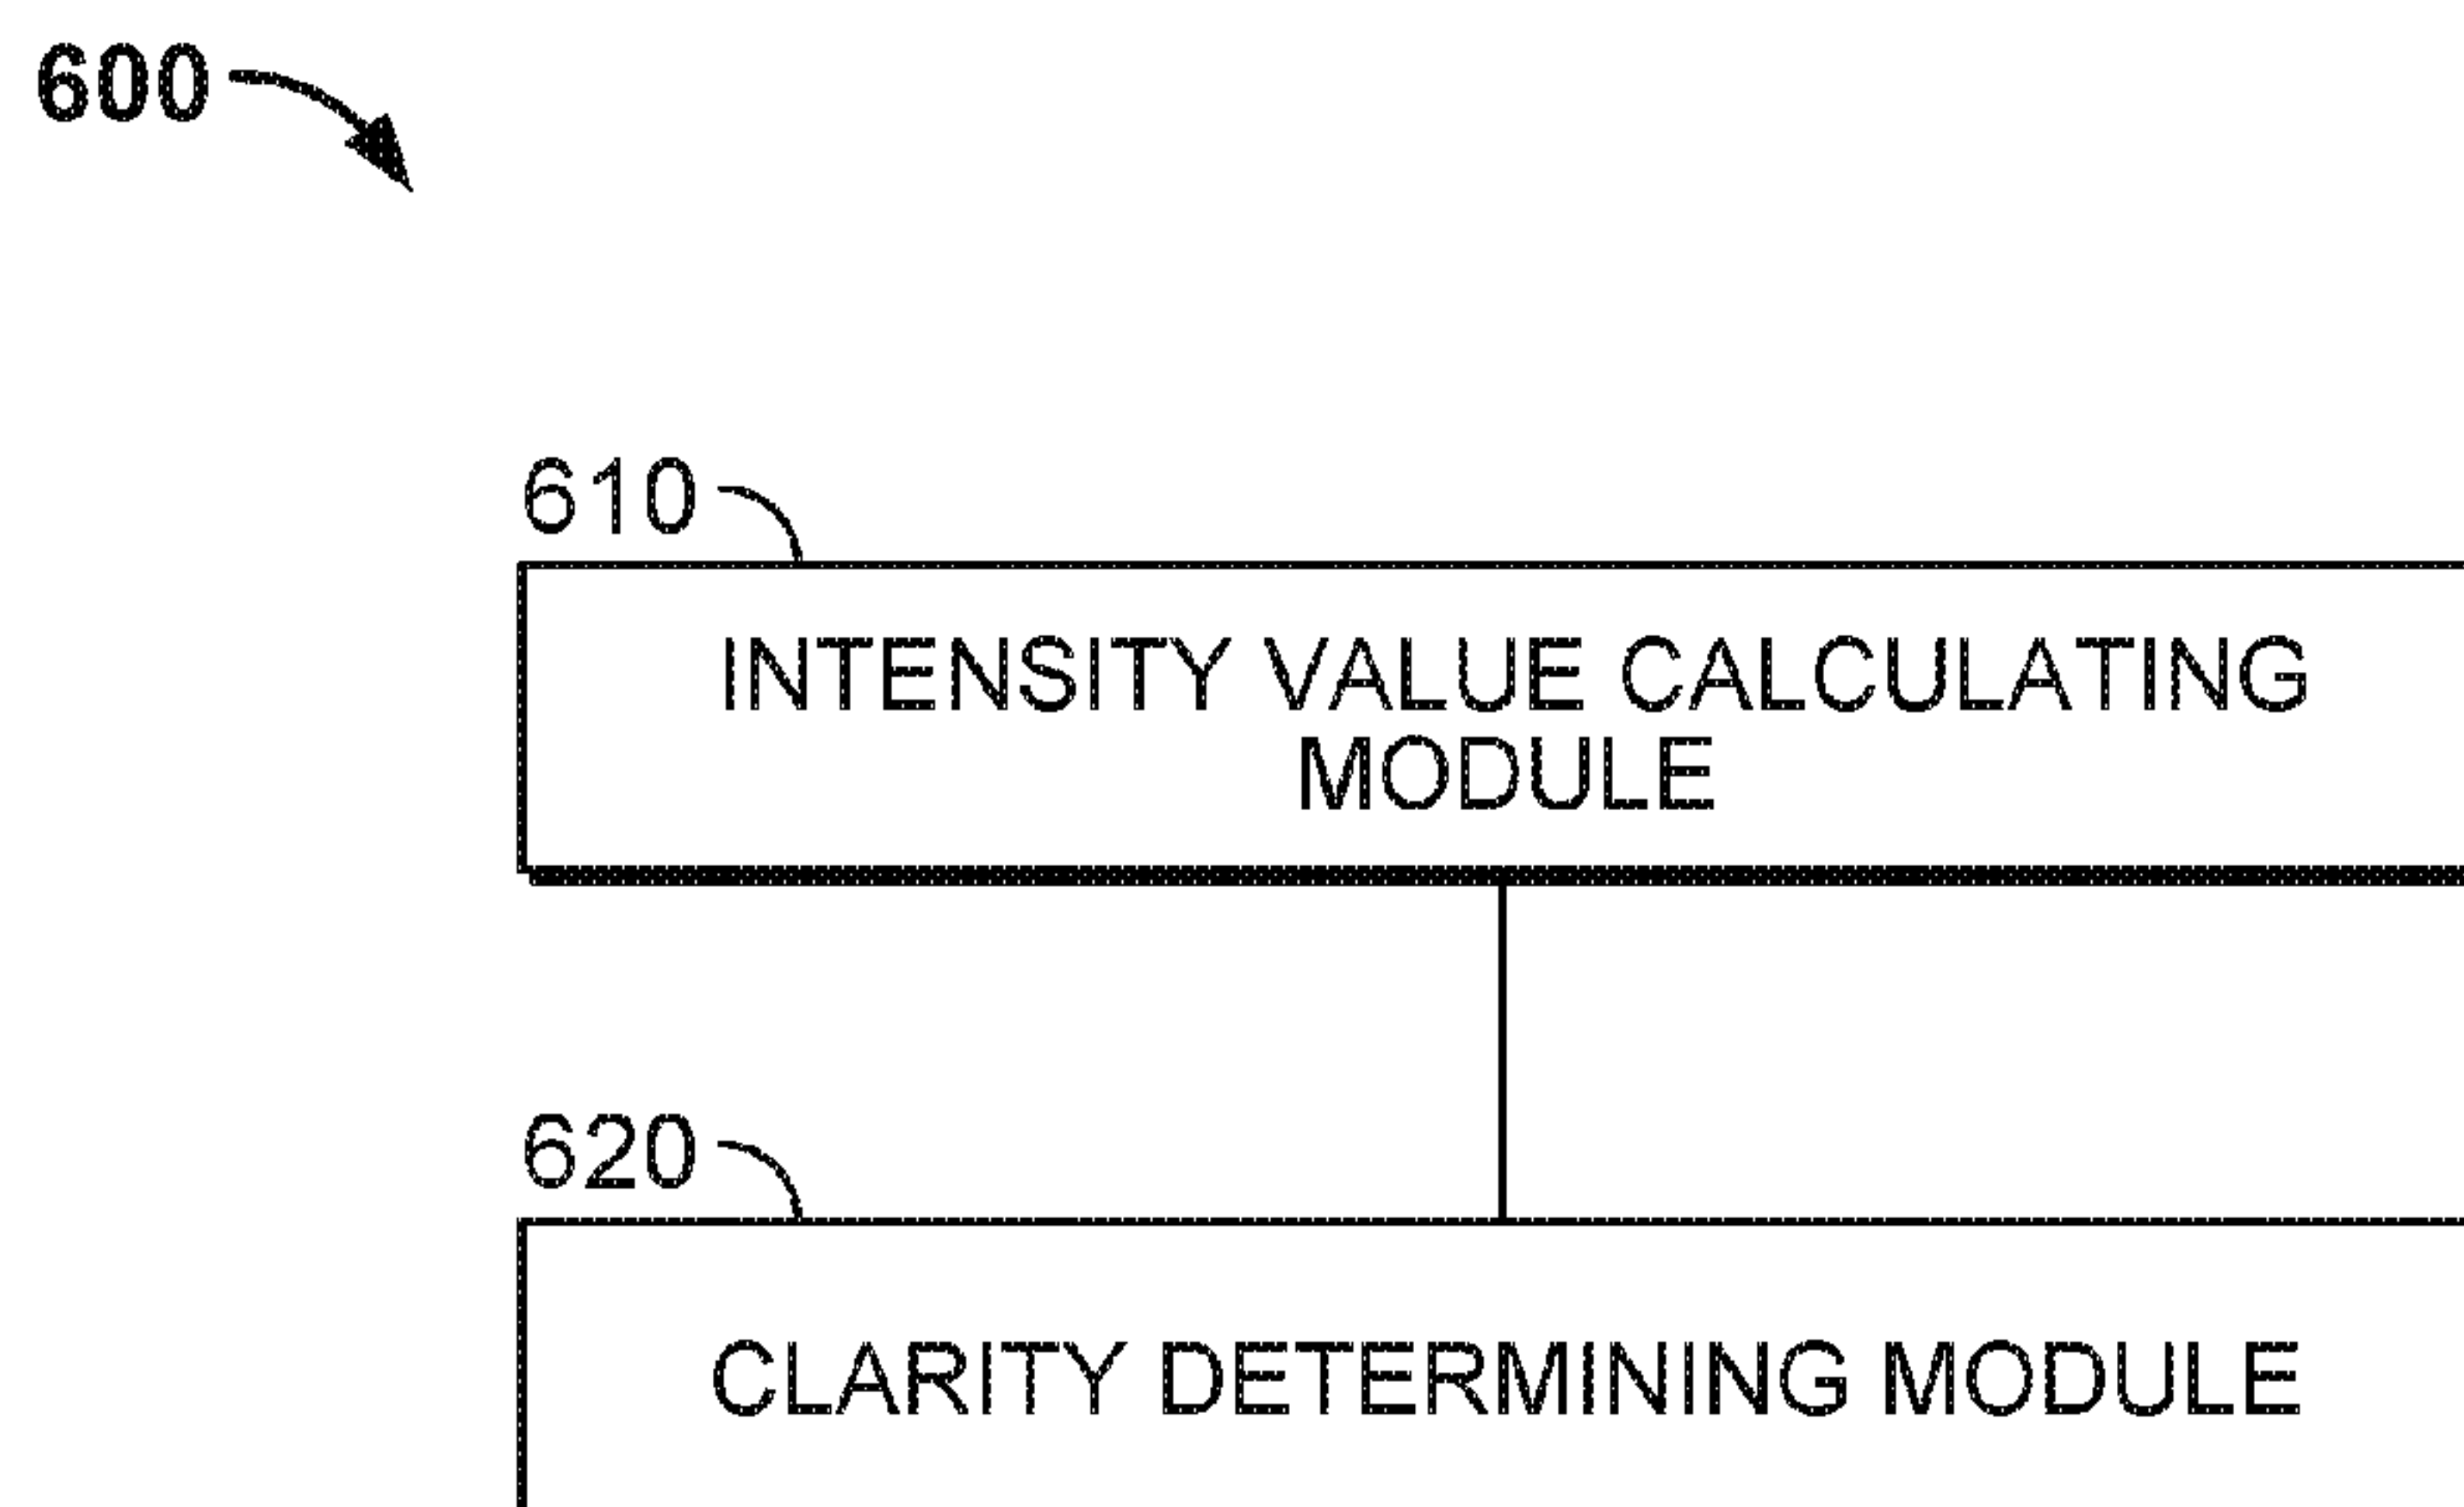 600
610
INTENSITY VALUE CALCULATING
MODULE
620
CLARITY DETERMINING MODULE